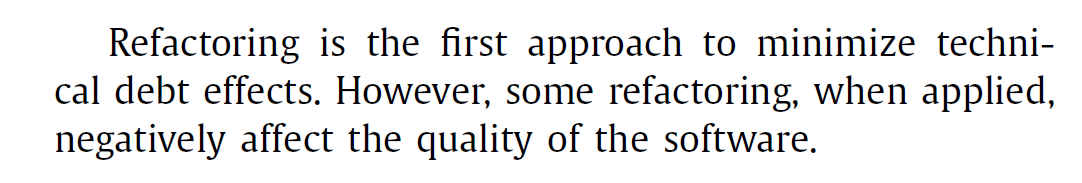 Refactoring is the first approach to minimize techni-
cal debt effects. However, some refactoring, when applied,
negatively affect the quality of the software.